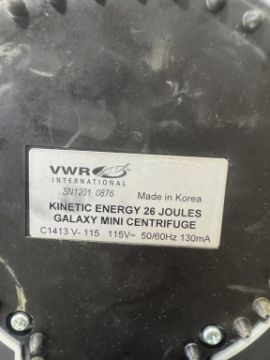 VWR
INTERNATIONAL
SN1201 0876
Made in Korea
KINETIC ENERGY 26 JOULES
GALAXY MINI CENTRIFUGE
C1413 V- 115 115V~ 50/60Hz 130mA